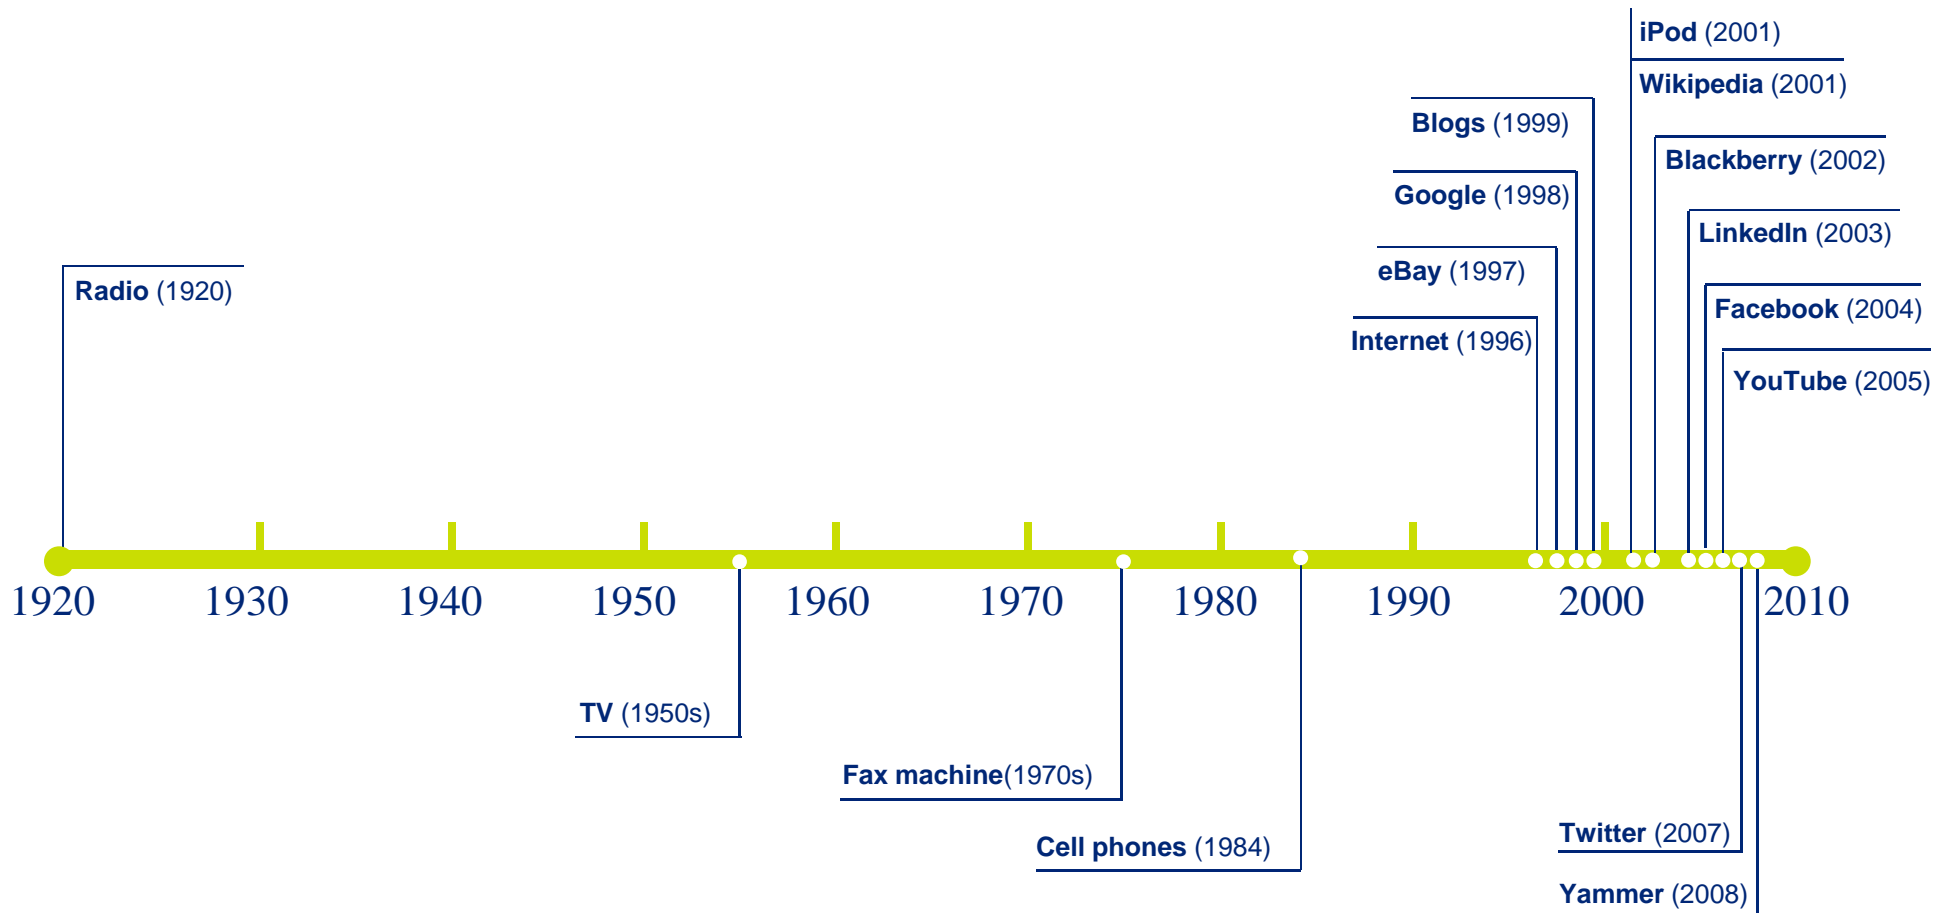 iPod (2001)
Wikipedia (2001)
Blogs (1999)
Blackberry (2002)
Google (1998)
LinkedIn (2003)
eBay (1997)
Radio (1920)
Facebook (2004)
Internet (1996)
YouTube (2005)
1920 1930 1940 1950 1960 1970 1980 1990 2000 2010
TV (1950s)
Fax machine(1970s)
Twitter (2007)
Cell phones (1984)
Yammer (2008)